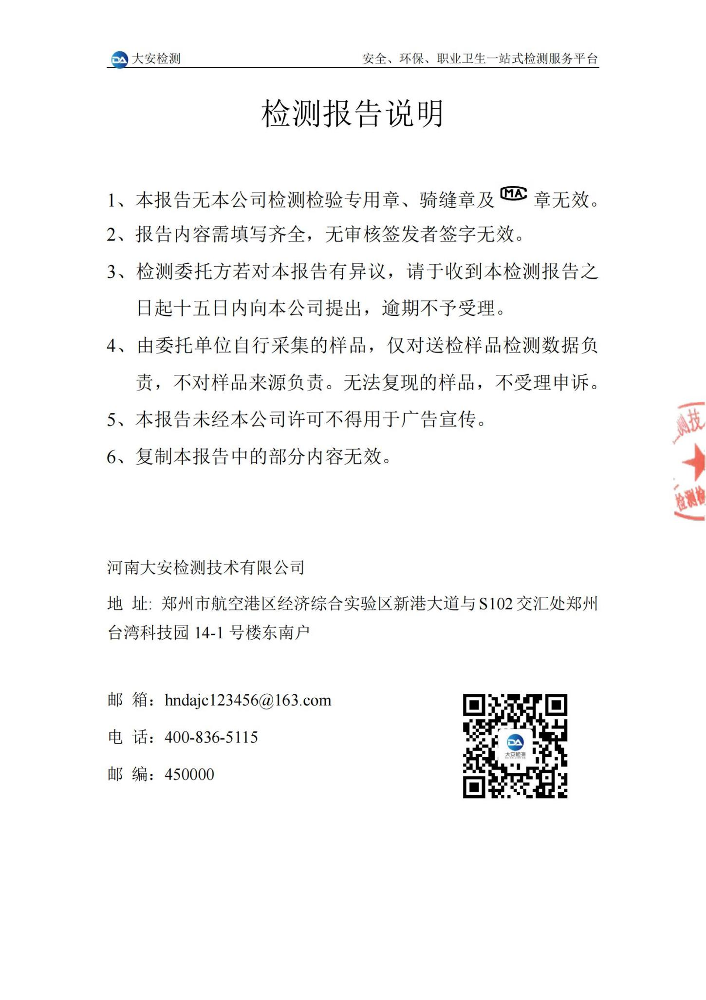 DA 大安检测 安全、环保、职业卫生一站式检测服务平台
检测报告说明
1、本报告无本公司检测检验专用章、骑缝章及 MA 章无效。
2、报告内容需填写齐全，无审核签发者签字无效。
3、检测委托方若对本报告有异议，请于收到本检测报告之
日起十五日内向本公司提出，逾期不予受理。
4、由委托单位自行采集的样品，仅对送检样品检测数据负
责，不对样品来源负责。无法复现的样品，不受理申诉。
5、本报告未经本公司许可不得用于广告宣传。
6、复制本报告中的部分内容无效。
测技
检测检
河南大安检测技术有限公司
地 址: 郑州市航空港区经济综合实验区新港大道与 S102 交汇处郑州
台湾科技园 14-1 号楼东南户
邮 箱：hndajc123456@163.com
电 话：400-836-5115
邮 编：450000
DA
大安检测